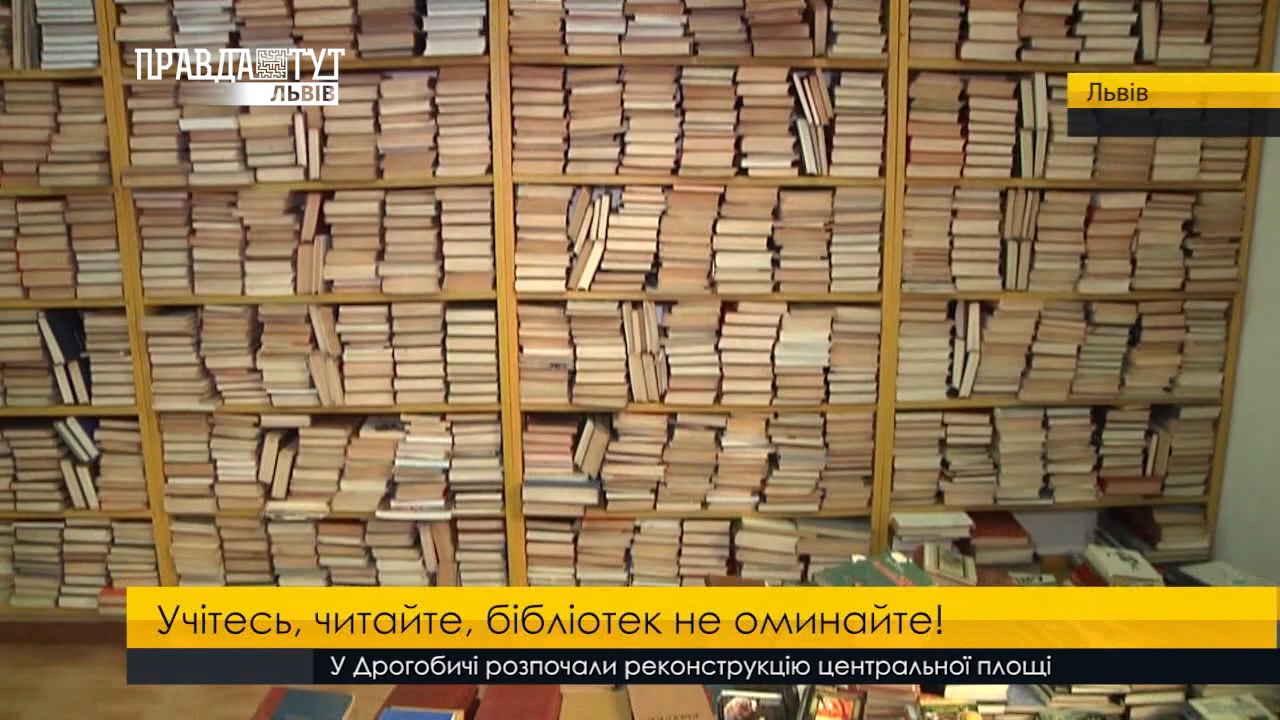 ПРАВДА ТУТ
ЛЬВІВ
Львів
Учітесь, читайте, бібліотек не оминайте!
У Дрогобичі розпочали реконструкцію центральної площі